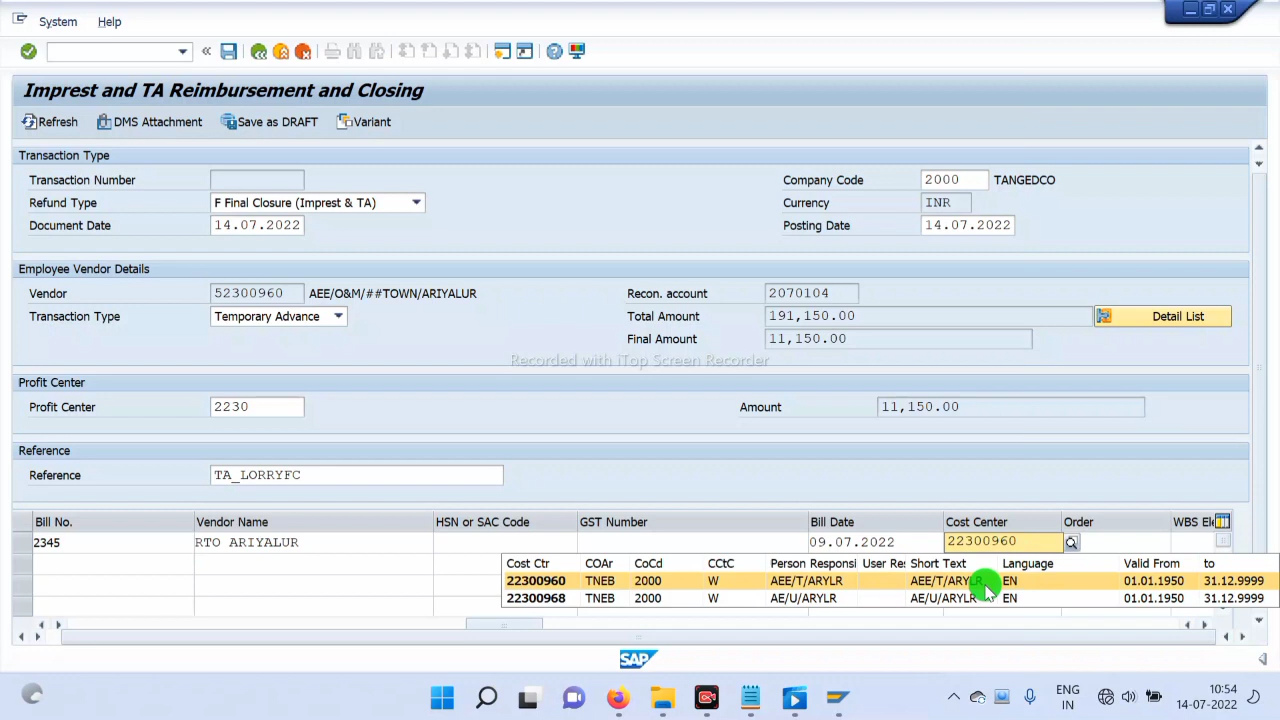 System Help
Imprest and TA Reimbursement and Closing
Refresh DMS Attachment Save as DRAFT Variant
Transaction Type
Transaction Number Company Code 2000 TANGEDCO
Refund Type F Final Closure (Imprest & TA) Currency INR
Document Date 14.07.2022 Posting Date 14.07.2022
Employee Vendor Details
Vendor 52300960 AEE/O&M/##TOWN/ARIYALUR Recon. account 2070104
Transaction Type Temporary Advance Total Amount 191,150.00 Detail List
Final Amount 11,150.00
Recorded with iTop Screen Recorder
Profit Center
Profit Center 2230 Amount 11,150.00
Reference
Reference TA_LORRYFC
Bill No. Vendor Name HSN or SAC Code GST Number Bill Date Cost Center Order WBS Ele
2345 RTO ARIYALUR 09.07.2022 22300960
Cost Ctr COAr CoCd CCtC Person Responsi User Res Short Text Language Valid From to
22300960 TNEB 2000 W AEE/T/ARYLR AEE/T/ARYLR EN 01.01.1950 31.12.9999
22300968 TNEB 2000 W AE/U/ARYLR AE/U/ARYLR EN 01.01.1950 31.12.9999
SAP
ENG 10:54
IN 14-07-2022